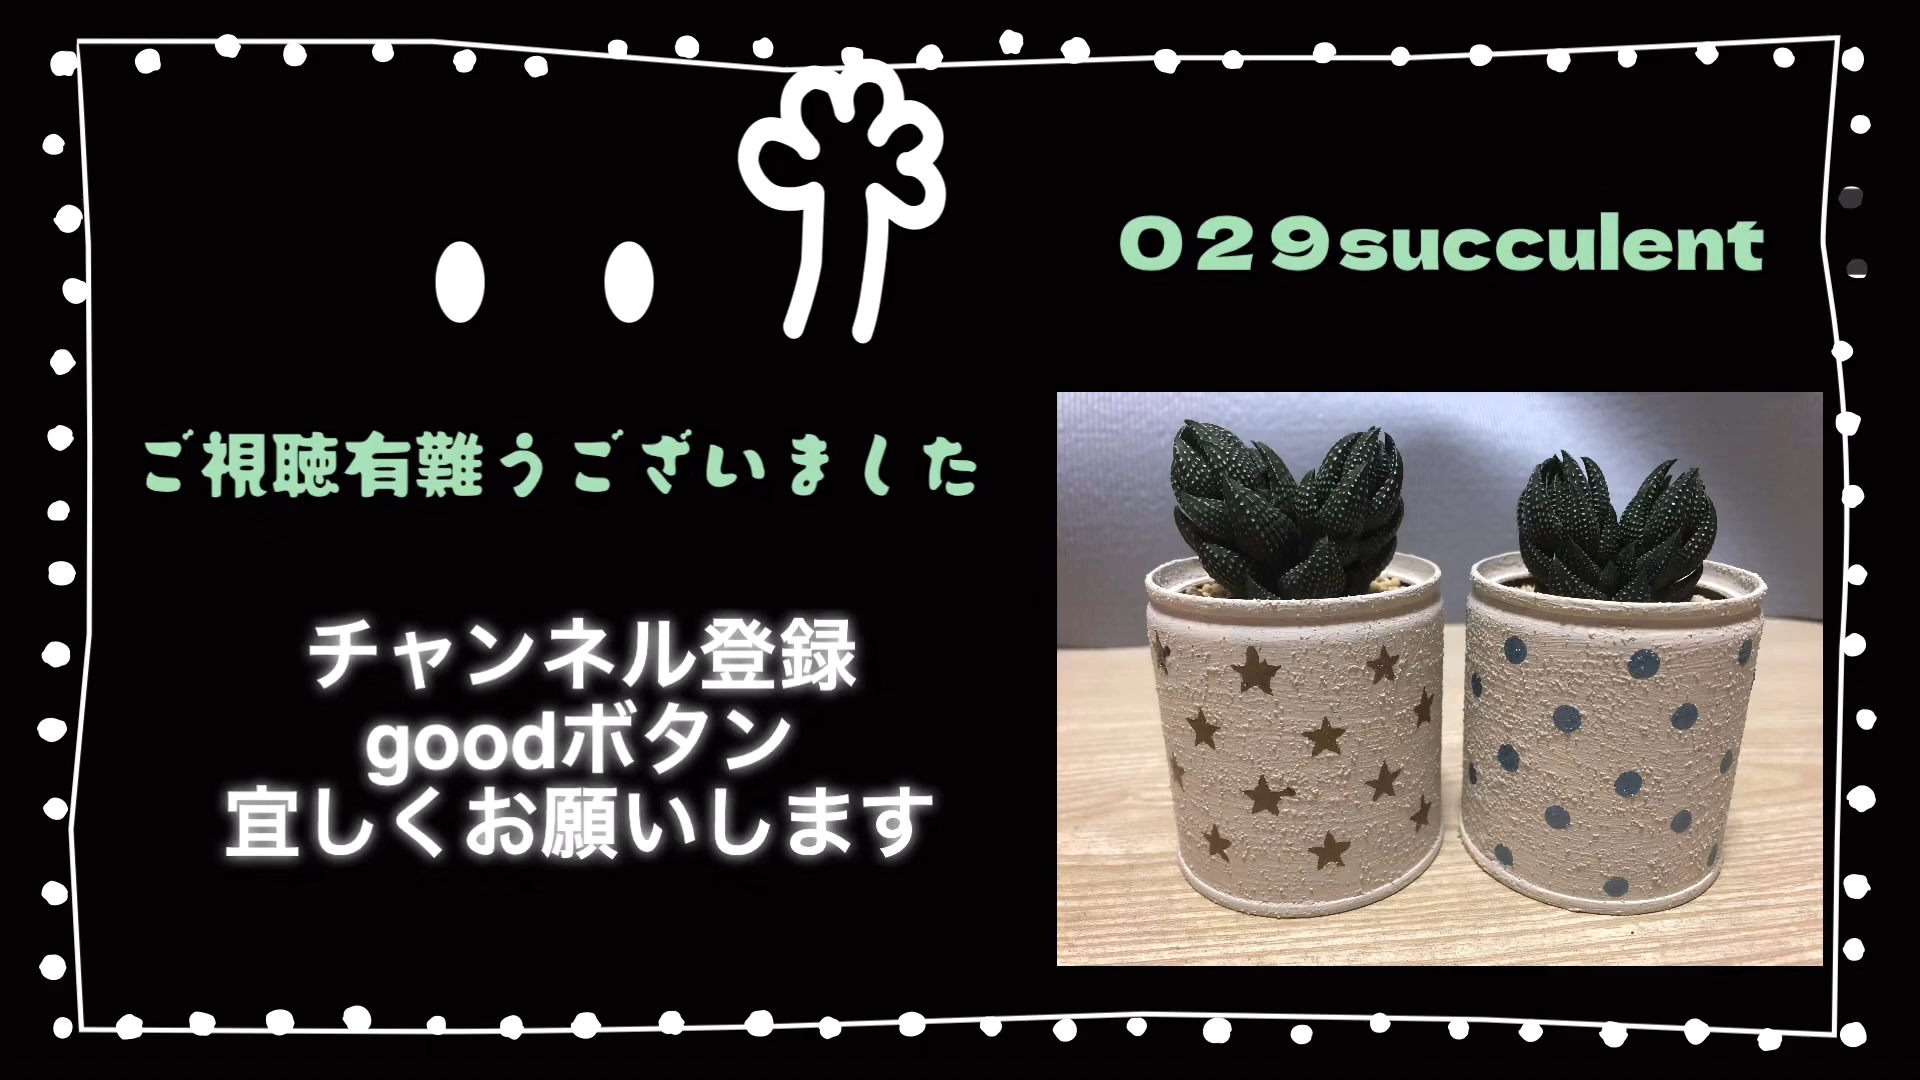 029succulent
ご視聴有難うございました
チャンネル登録
goodボタン
宜しくお願いします